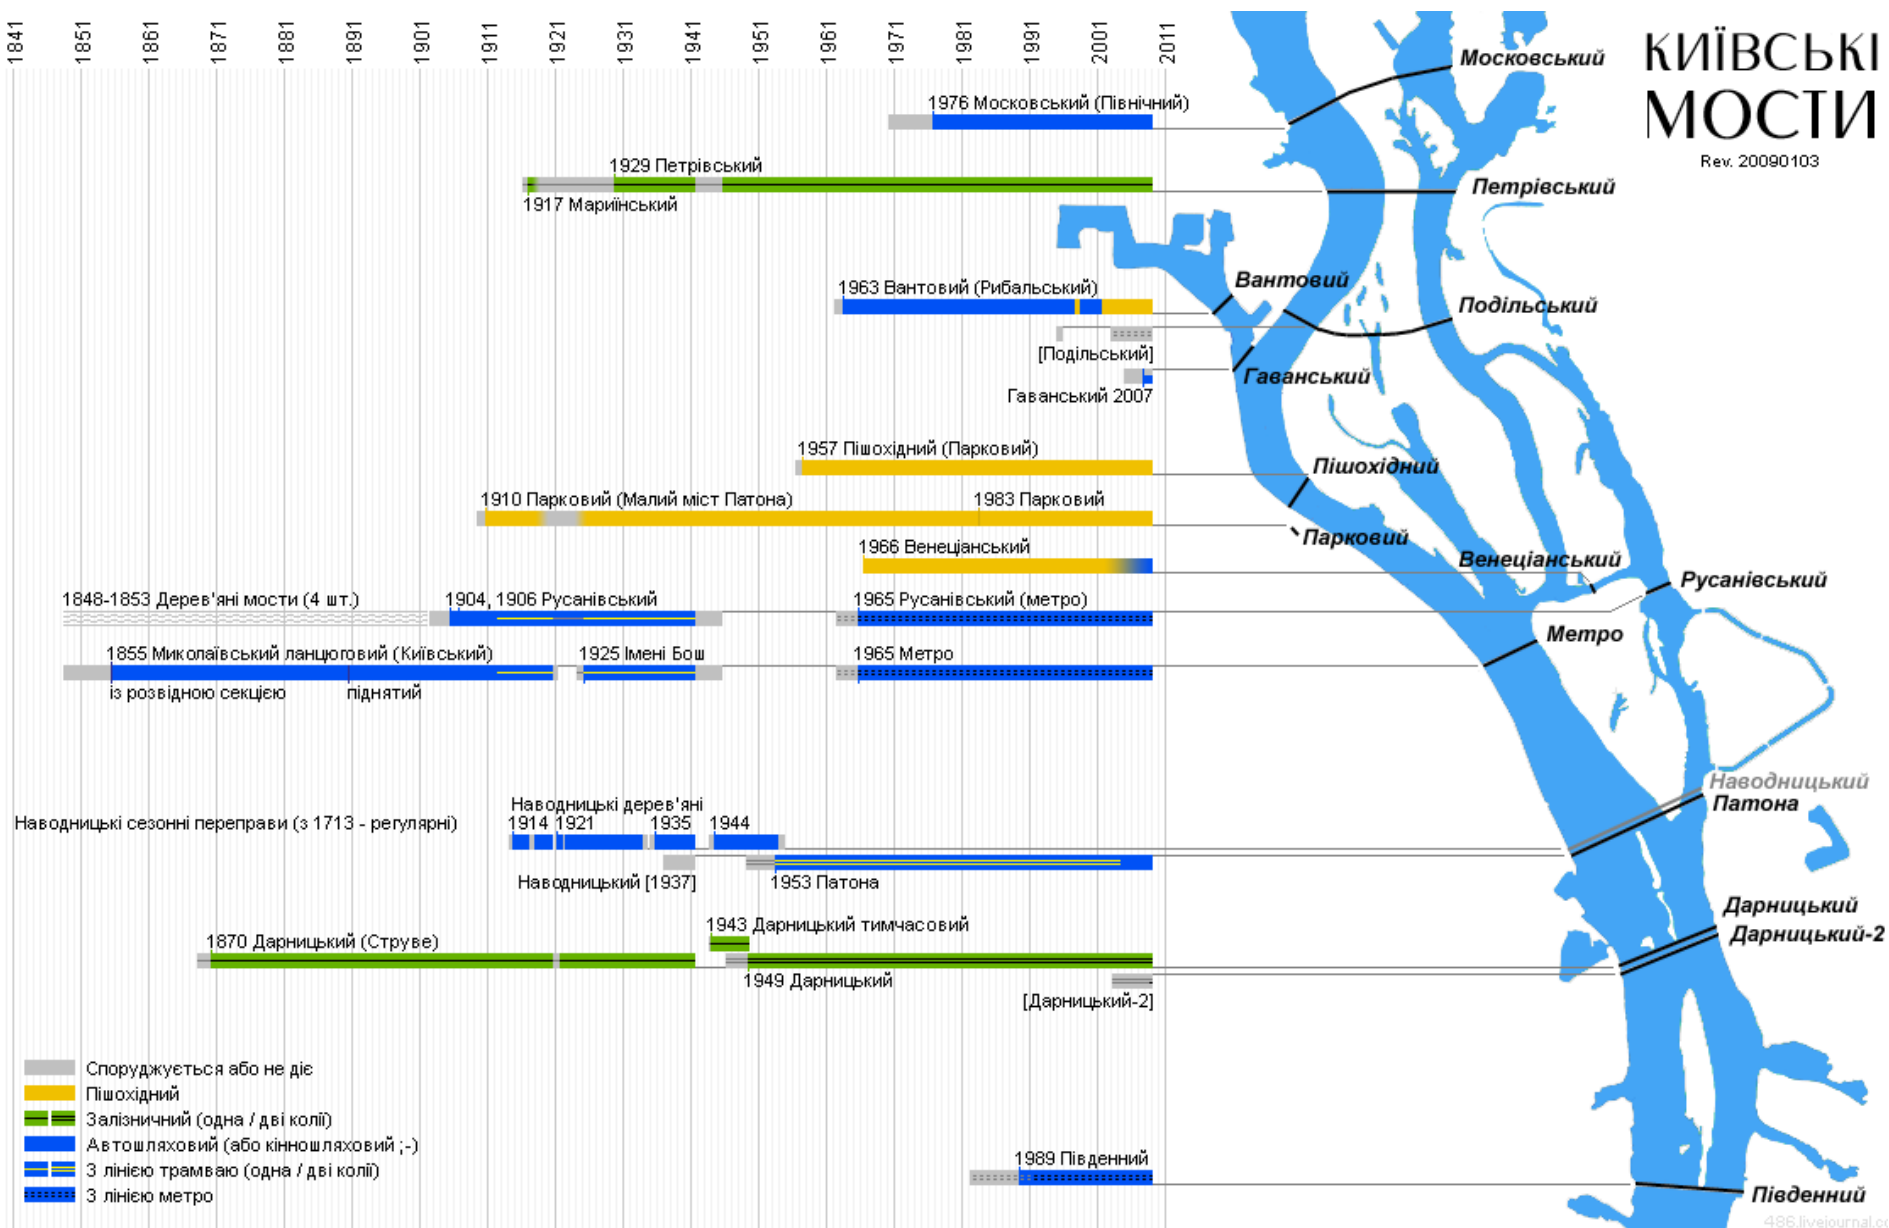 1841 1851 1861 1871 1881 1891 1901 1911 1921 1931 1941 1951 1961 1971 1981 1991 2001 2011
КИЇВСЬКІ
МОСТИ
Rev. 20090103
Московський
1976 Московський (Північний)
1929 Петрівський
1917 Мариїнський
Петрівський
Вантовий
1963 Вантовий (Рибальський)
Подільський
[Подільський]
Гаванський
Гаванський 2007
1957 Пішохідний (Парковий)
Пішохідний
1910 Парковий (Малий міст Патона)
1983 Парковий
Парковий
1966 Венеціанський
Венеціанський
Русанівський
1848-1853 Дерев'яні мости (4 шт.)
1904, 1906 Русанівський
1965 Русанівський (метро)
Метро
1855 Миколаївський ланцюговий (Київський)
1925 Імені Бош
1965 Метро
із розвідною секцією
піднятий
Наводницький
Патона
Наводницькі дерев'яні
Наводницькі сезонні переправи (з 1713 - регулярні)
1914 1921 1935 1944
Наводницький [1937]
1953 Патона
Дарницький
Дарницький-2
1943 Дарницький тимчасовий
1870 Дарницький (Струве)
1949 Дарницький
[Дарницький-2]
Споруджується або не діє
Пішохідний
Залізничний (одна / дві колії)
Автошляховий (або кінношляховий ;-)
З лінією трамваю (одна / дві колії)
З лінією метро
1989 Південний
Південний
486.livejournal.co